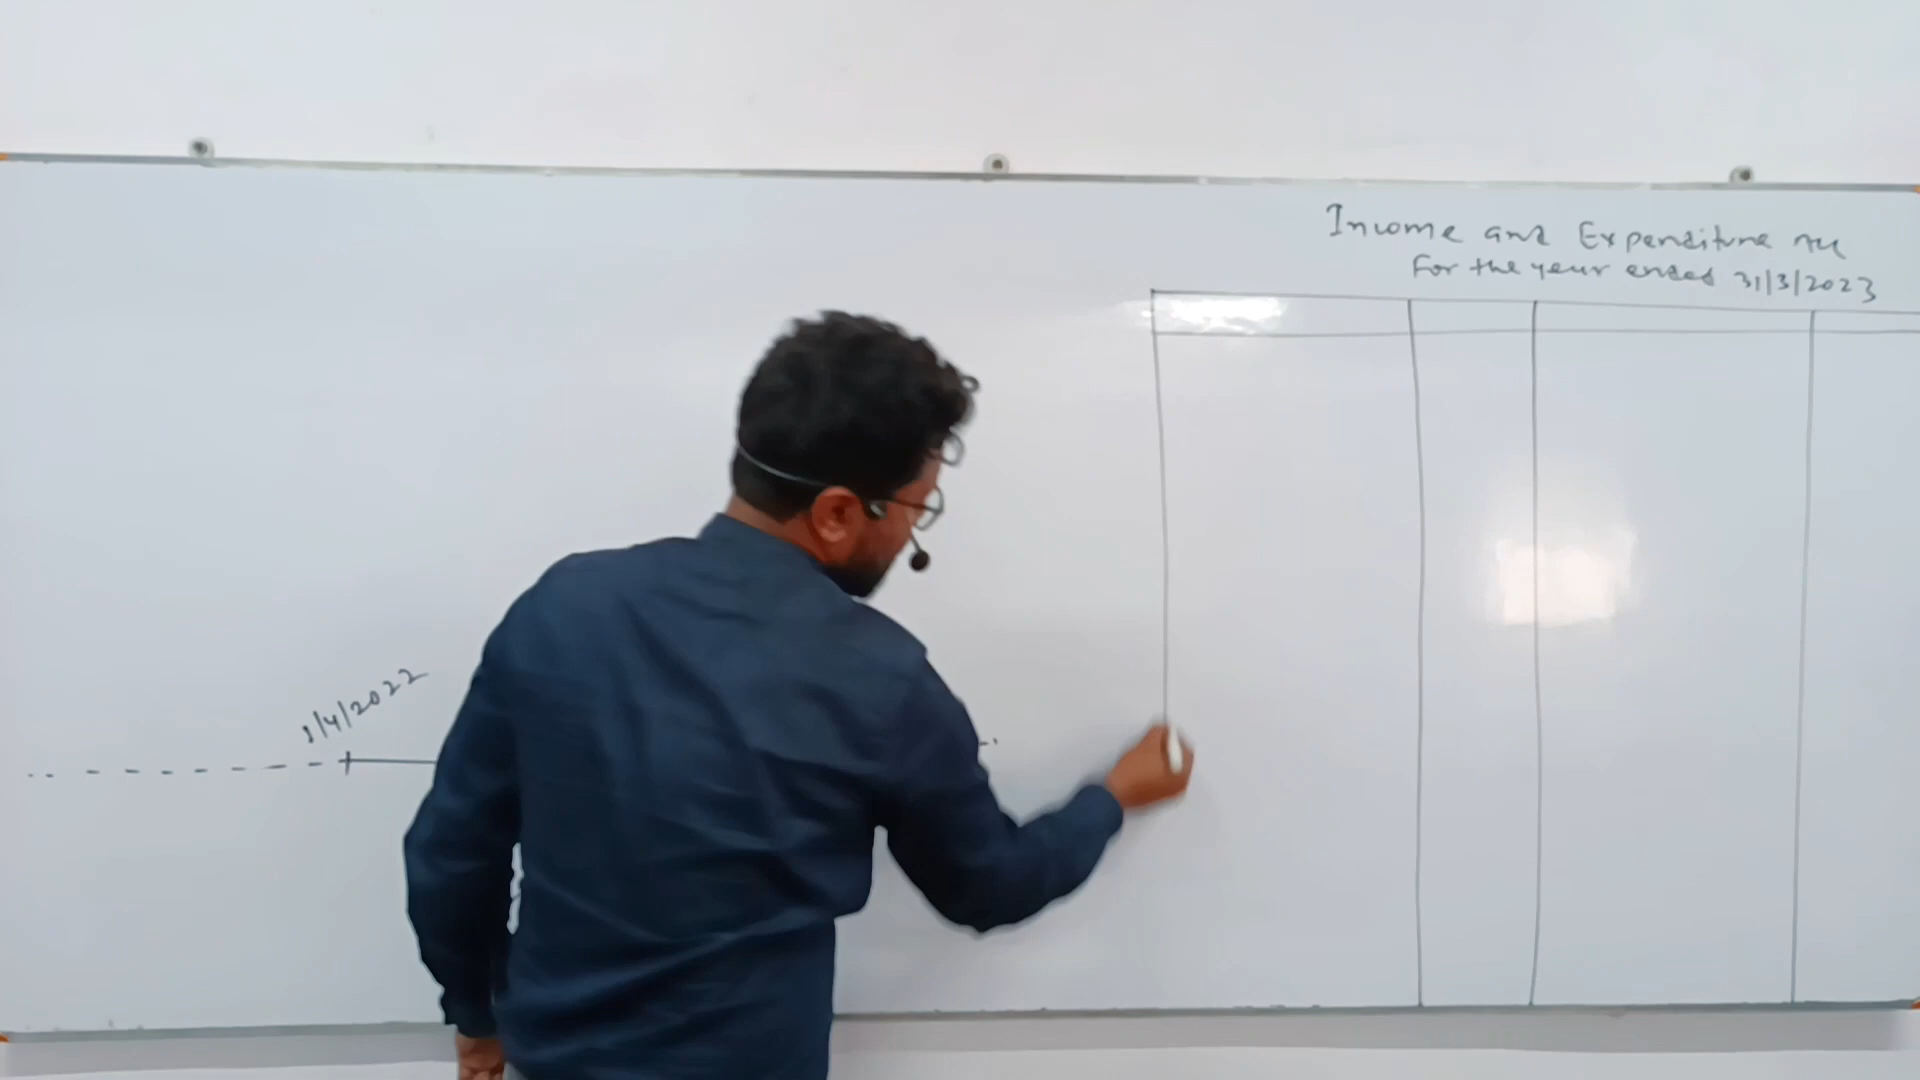 Income and Expenditure A/c
For the year ended 31/3/2023
1/4/2022